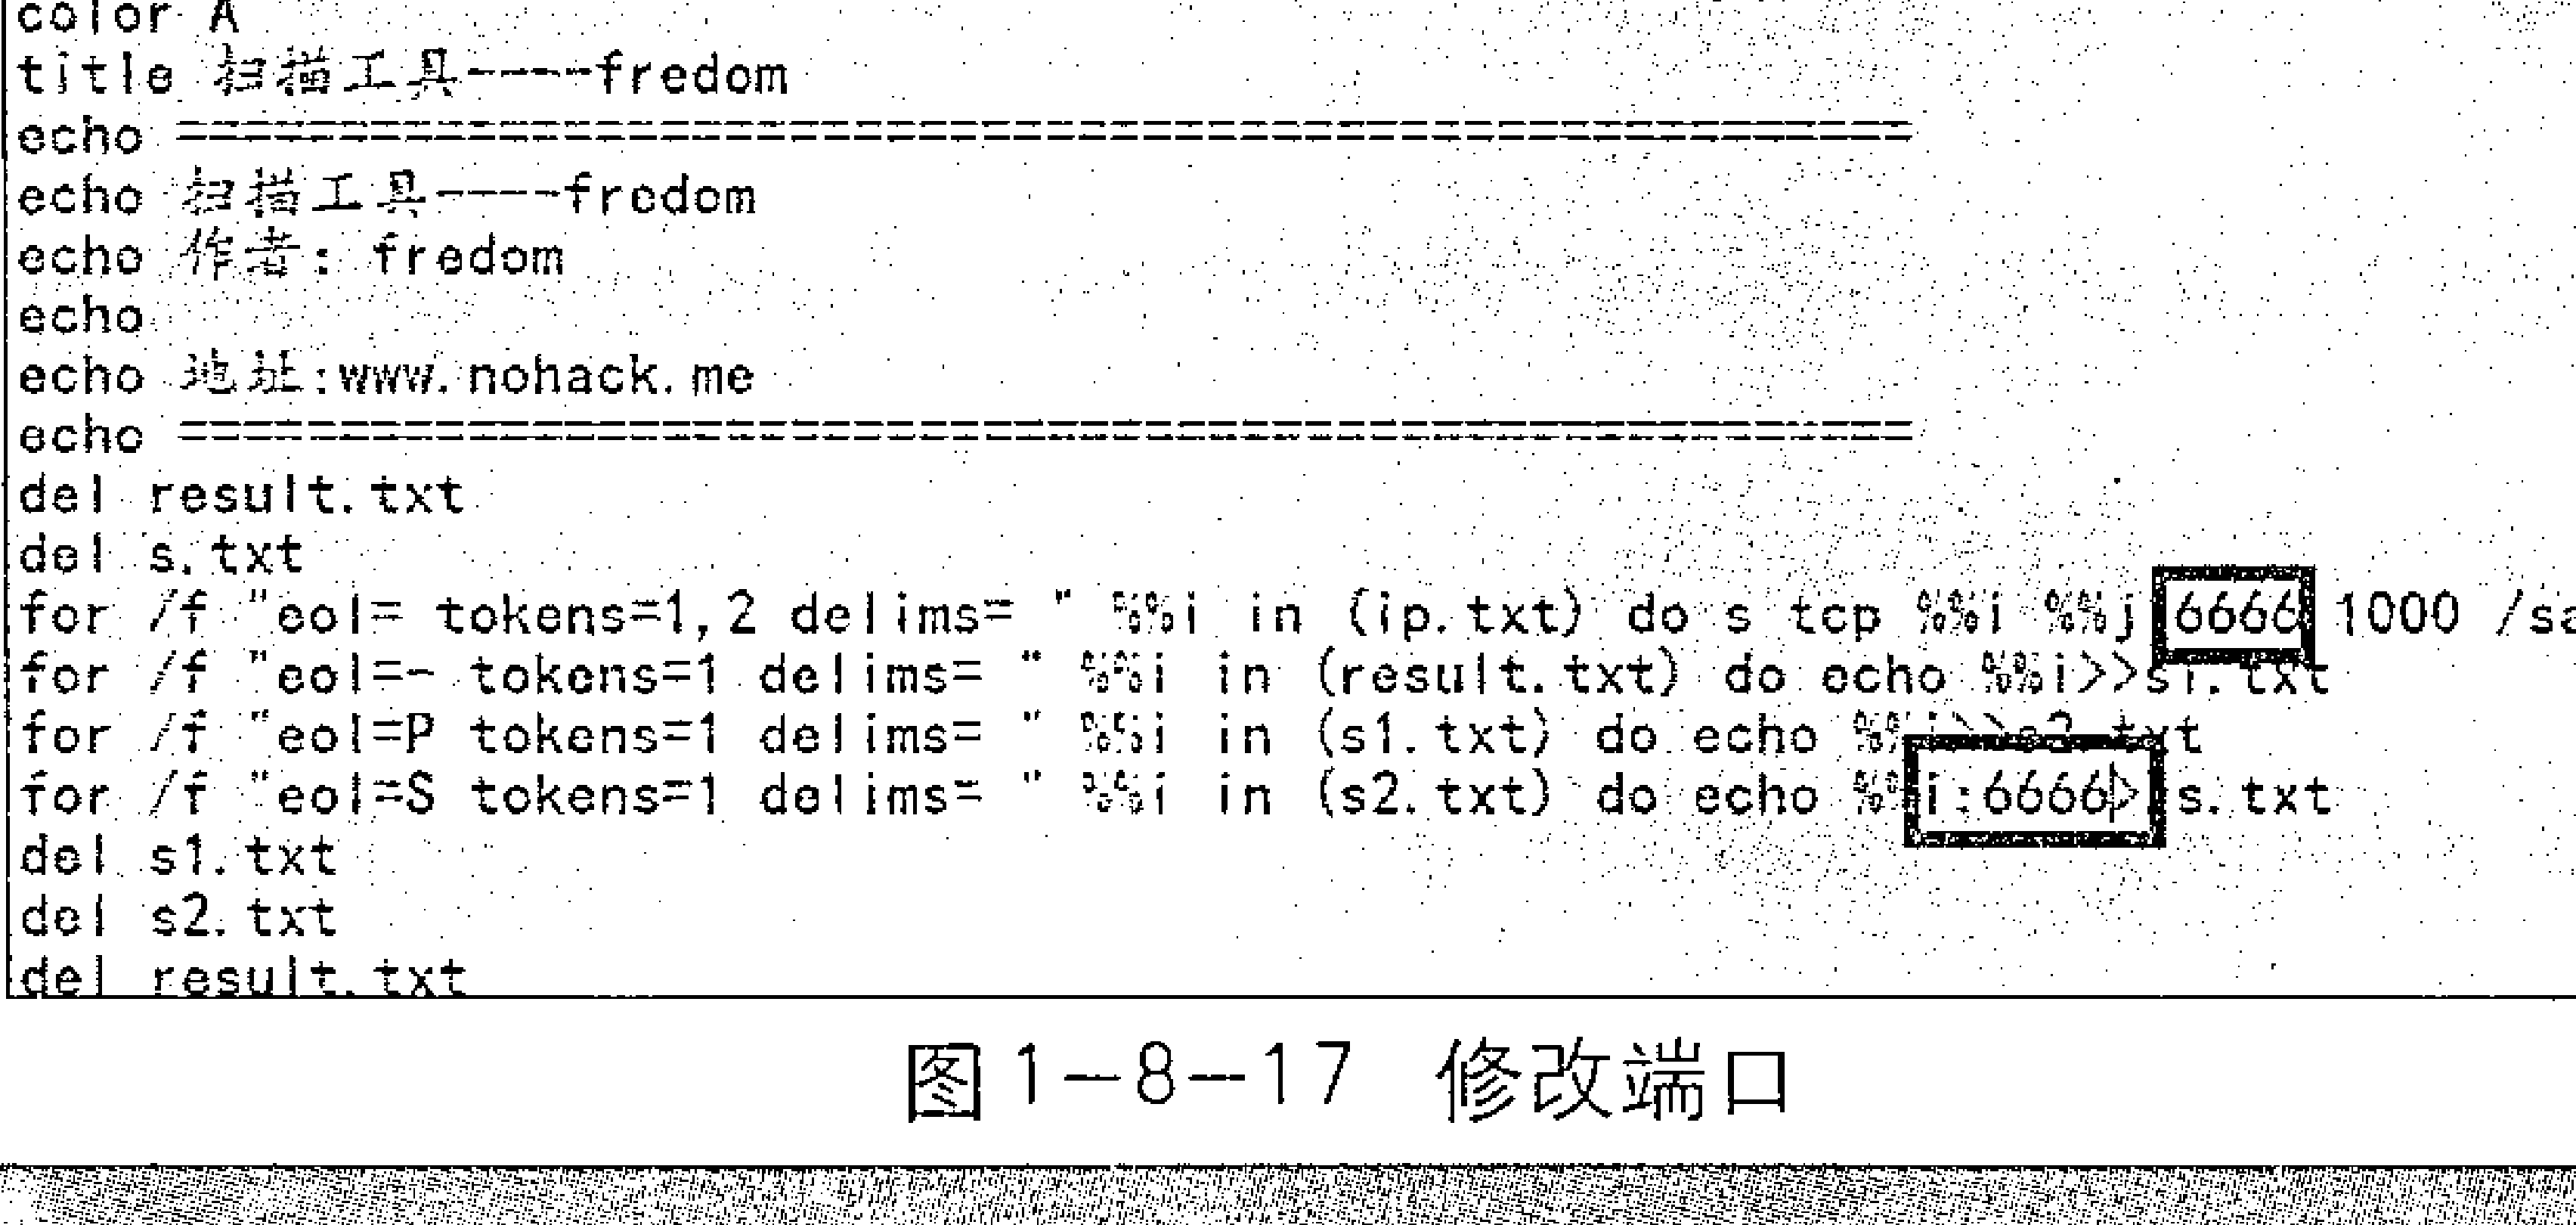 color A
title 扫描工具----fredom
echo ======================================================
echo 扫描工具----fredom
echo 作者: fredom
echo
echo 地址:www.nohack.me
echo ======================================================
del result.txt
del s.txt
for /f "eol= tokens=1,2 delims= " %%i in (ip.txt) do s tcp %%i %%j 6666 1000 /sa
for /f "eol=- tokens=1 delims= " %%i in (result.txt) do echo %%i>>s1.txt
for /f "eol=P tokens=1 delims= " %%i in (s1.txt) do echo %%i>>s2.txt
for /f "eol=S tokens=1 delims= " %%i in (s2.txt) do echo %%i:6666>>s.txt
del s1.txt
del s2.txt
del result.txt
图1-8-17 修改端口